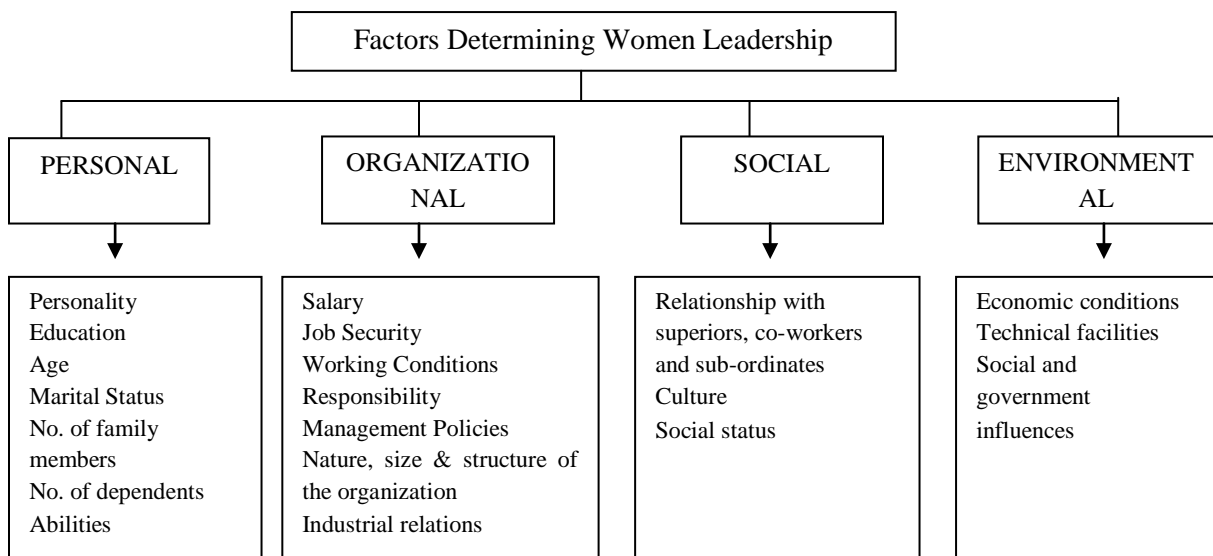 Factors Determining Women Leadership
PERSONAL
ORGANIZATIO
NAL
SOCIAL
ENVIRONMENT
AL
Personality
Education
Age
Marital Status
No. of family
members
No. of dependents
Abilities
Salary
Job Security
Working Conditions
Responsibility
Management Policies
Nature, size & structure of
the organization
Industrial relations
Relationship with
superiors, co-workers
and sub-ordinates
Culture
Social status
Economic conditions
Technical facilities
Social and
government
influences